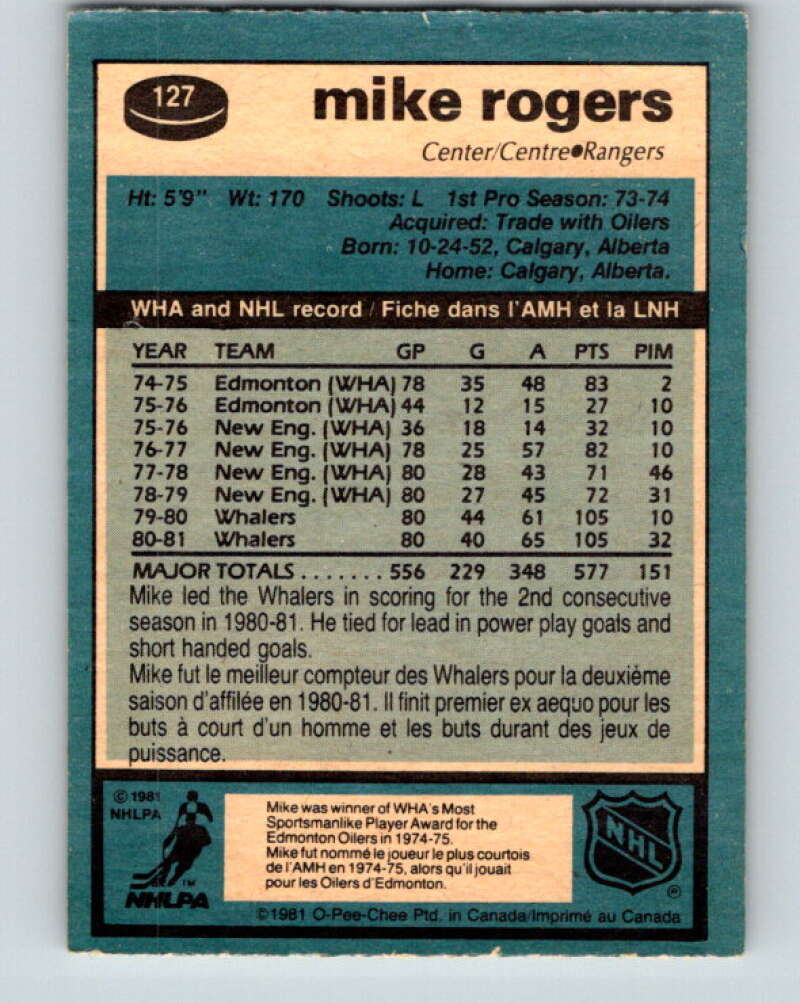 127
mike rogers
Center/Centre●Rangers
Ht: 5'9" Wt: 170 Shoots: L 1st Pro Season: 73-74
Acquired: Trade with Oilers
Born: 10-24-52, Calgary, Alberta
Home: Calgary, Alberta.
WHA and NHL record / Fiche dans l'AMH et la LNH
YEAR TEAM GP G A PTS PIM
74-75 Edmonton (WHA) 78 35 48 83 2
75-76 Edmonton (WHA) 44 12 15 27 10
75-76 New Eng. (WHA) 36 18 14 32 10
76-77 New Eng. (WHA) 78 25 57 82 10
77-78 New Eng. (WHA) 80 28 43 71 46
78-79 New Eng. (WHA) 80 27 45 72 31
79-80 Whalers 80 44 61 105 10
80-81 Whalers 80 40 65 105 32
MAJOR TOTALS ....... 556 229 348 577 151
Mike led the Whalers in scoring for the 2nd consecutive
season in 1980-81. He tied for lead in power play goals and
short handed goals.
Mike fut le meilleur compteur des Whalers pour la deuxième
saison d'affilée en 1980-81. Il finit premier ex aequo pour les
buts à court d'un homme et les buts durant des jeux de
puissance.
© 1981
NHLPA
TM
NHLPA
Mike was winner of WHA's Most
Sportsmanlike Player Award for the
Edmonton Oilers in 1974-75.
Mike fut nommé le joueur le plus courtois
de l'AMH en 1974-75, alors qu'il jouait
pour les Oilers d'Edmonton.
NHL
®
©1981 O-Pee-Chee Ptd. in Canada/Imprimé au Canada